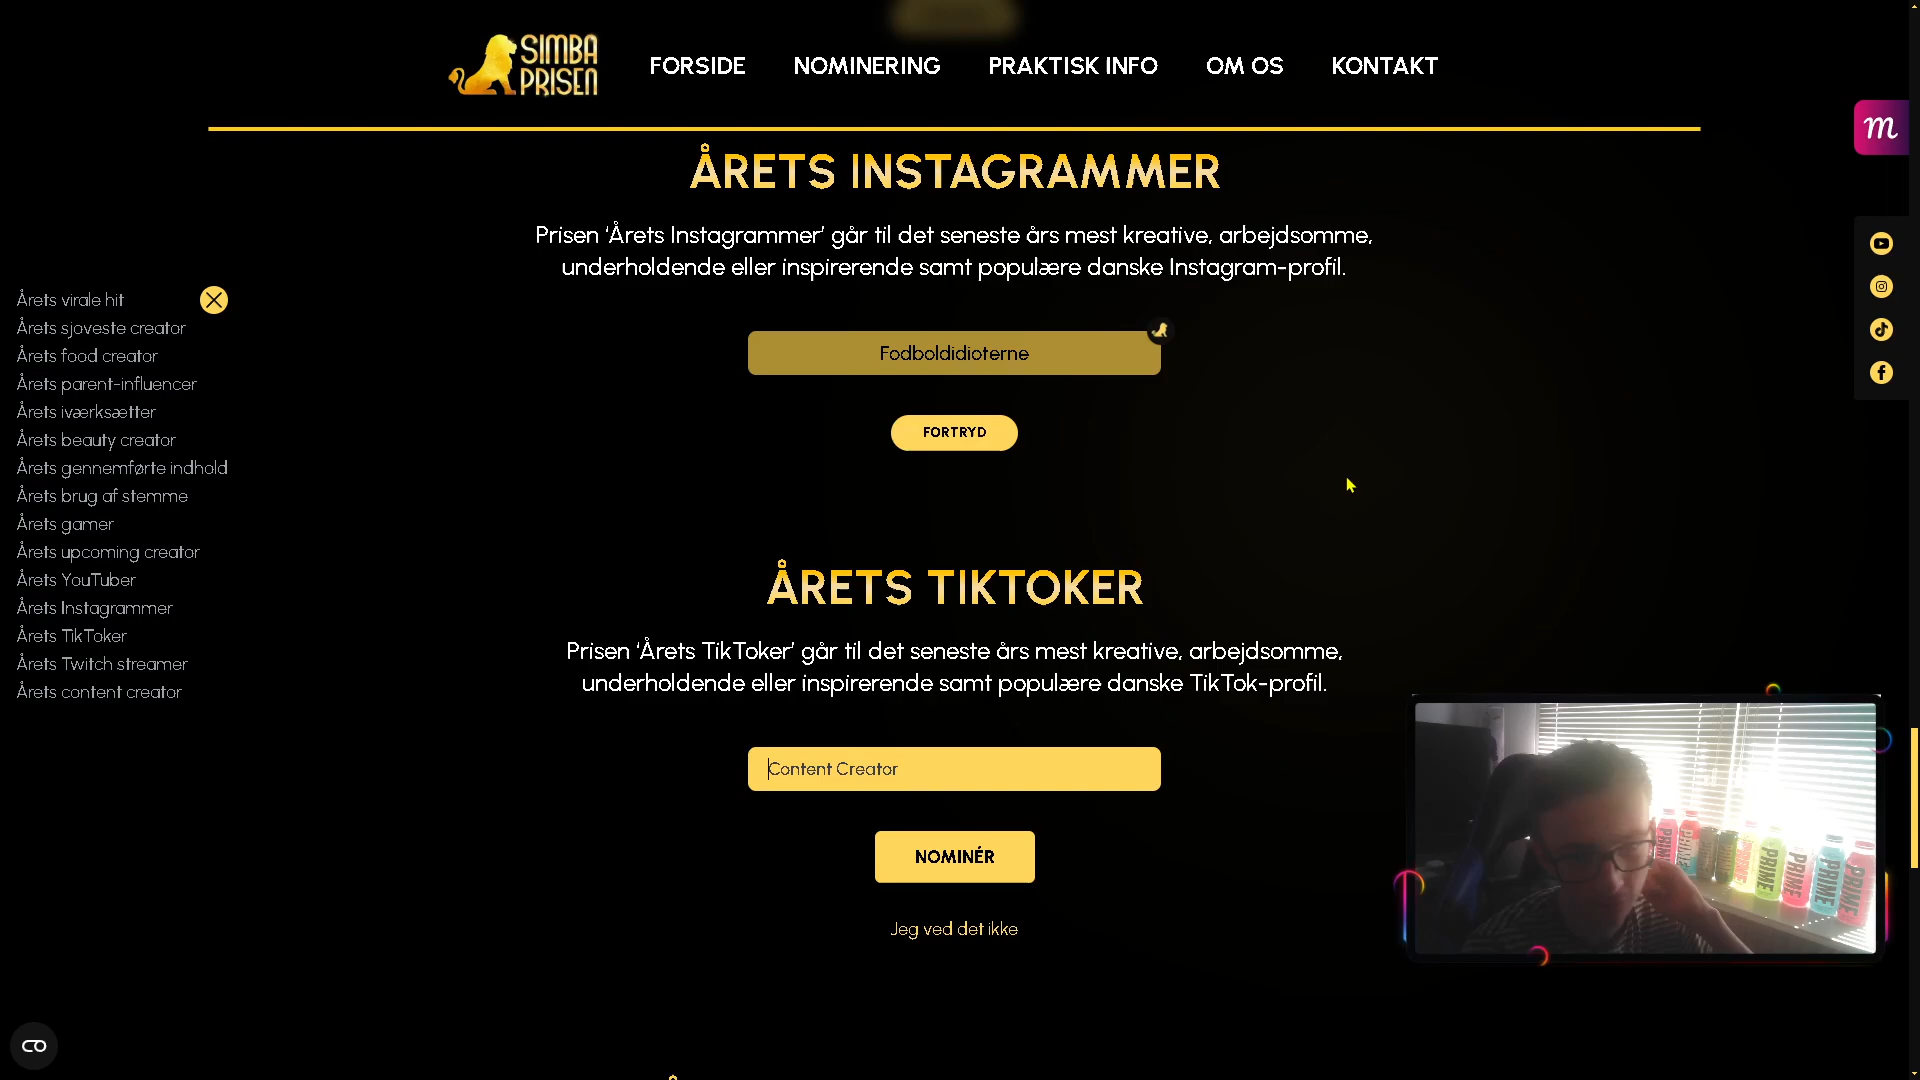 SIMBA
PRISEN
FORSIDE
NOMINERING
PRAKTISK INFO
OM OS
KONTAKT
m
ÅRETS INSTAGRAMMER
Prisen ‘Årets Instagrammer’ går til det seneste års mest kreative, arbejdsomme,
underholdende eller inspirerende samt populære danske Instagram-profil.
Fodboldidioterne
FORTRYD
Årets virale hit
Årets sjoveste creator
Årets food creator
Årets parent-influencer
Årets iværksætter
Årets beauty creator
Årets gennemførte indhold
Årets brug af stemme
Årets gamer
Årets upcoming creator
Årets YouTuber
Årets Instagrammer
Årets TikToker
Årets Twitch streamer
Årets content creator
ÅRETS TIKTOKER
Prisen ‘Årets TikToker’ går til det seneste års mest kreative, arbejdsomme,
underholdende eller inspirerende samt populære danske TikTok-profil.
Content Creator
NOMINÉR
Jeg ved det ikke
PRIME
PRIME
PRIME
PRIME
PRIME